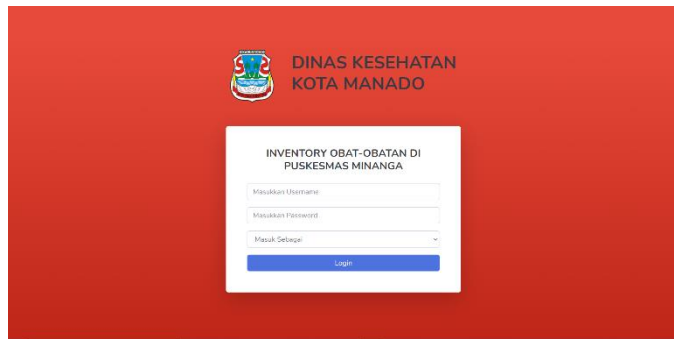 DINAS KESEHATAN
KOTA MANADO
INVENTORY OBAT-OBATAN DI
PUSKESMAS MINANGA
Masukkan Username
Masukkan Password
Masuk Sebagai
Login